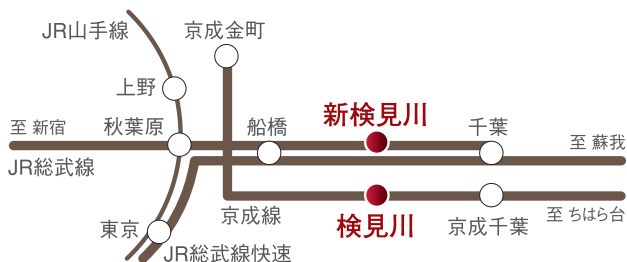 JR山手線
京成金町
上野
至 新宿
秋葉原
船橋
新検見川
千葉
至 蘇我
JR総武線
東京
京成線
検見川
京成千葉
至 ちはら台
JR総武線快速